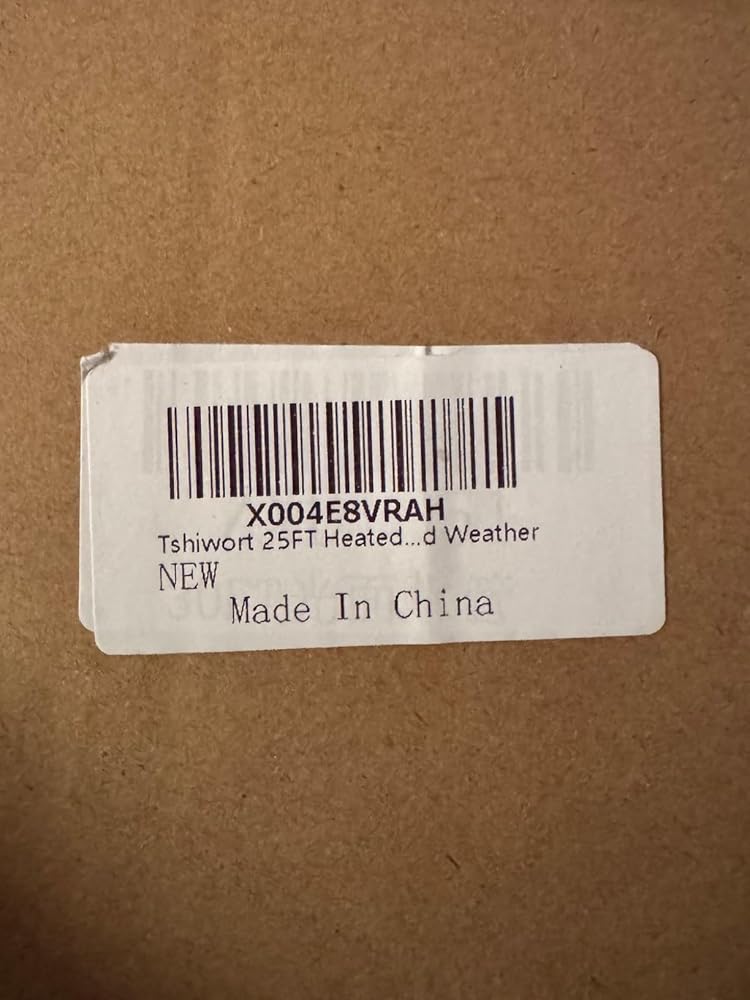 X004E8VRAH
Tshiwort 25FT Heated...d Weather
NEW
Made In China